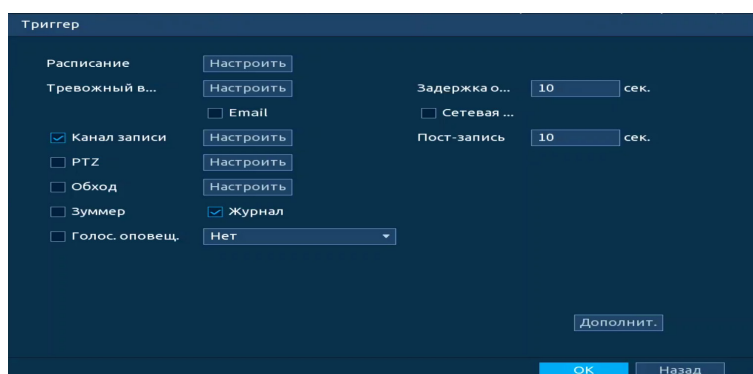 Триггер
Расписание Настроить
Тревожный в... Настроить Задержка о... 10 сек.
Email Сетевая ...
Канал записи Настроить Пост-запись 10 сек.
PTZ Настроить
Обход Настроить
Зуммер Журнал
Голос. оповещ. Нет
Дополнит.
OK Назад